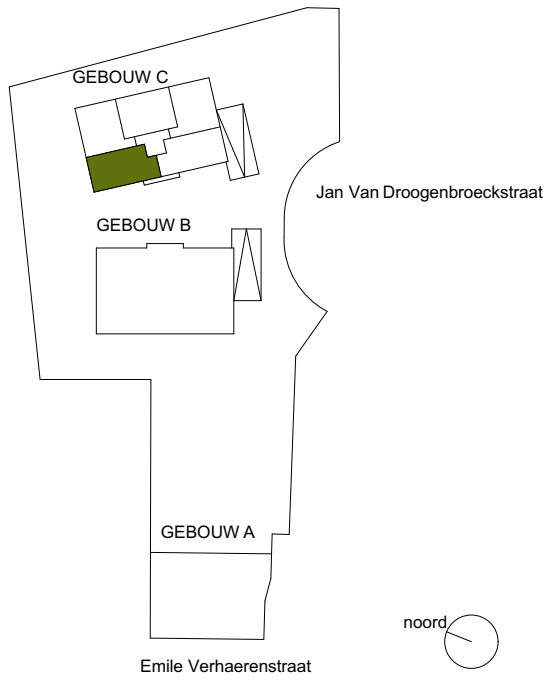 GEBOUW C
Jan Van Droogenbroeckstraat
GEBOUW B
GEBOUW A
noord
Emile Verhaerenstraat